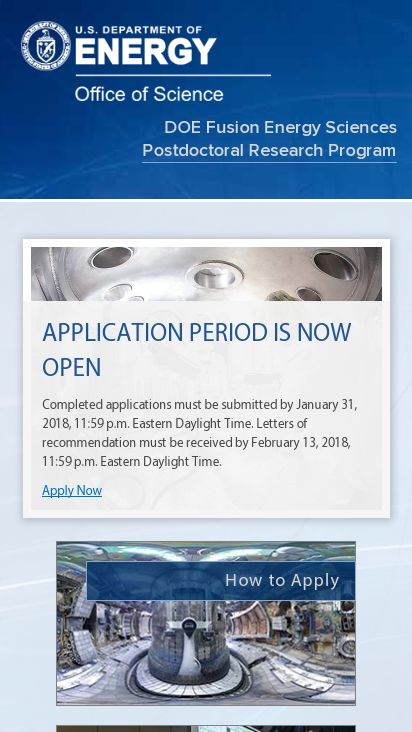 U.S. DEPARTMENT OF
ENERGY
Office of Science
DOE Fusion Energy Sciences
Postdoctoral Research Program
APPLICATION PERIOD IS NOW
OPEN
Completed applications must be submitted by January 31,
2018, 11:59 p.m. Eastern Daylight Time. Letters of
recommendation must be received by February 13, 2018,
11:59 p.m. Eastern Daylight Time.
Apply Now
How to Apply